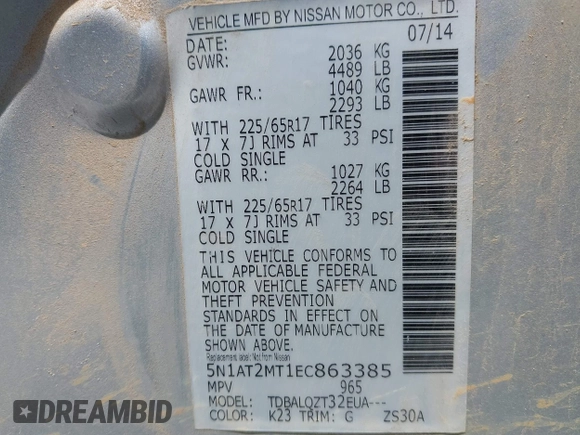 VEHICLE MFD BY NISSAN MOTOR CO., LTD.
DATE: 07/14
GVWR: 2036 KG
4489 LB
GAWR FR.: 1040 KG
2293 LB
WITH 225/65R17 TIRES
17 X 7J RIMS AT 33 PSI
COLD SINGLE
GAWR RR.: 1027 KG
2264 LB
WITH 225/65R17 TIRES
17 X 7J RIMS AT 33 PSI
COLD SINGLE
THIS VEHICLE CONFORMS TO
ALL APPLICABLE FEDERAL
MOTOR VEHICLE SAFETY AND
THEFT PREVENTION
STANDARDS IN EFFECT ON
THE DATE OF MANUFACTURE
SHOWN ABOVE.
Replacement label: Not from Nissan
5N1AT2MT1EC863385
MPV 965
MODEL: TDBALQZT32EUA---
COLOR: K23 TRIM: G ZS30A
DREAMBID